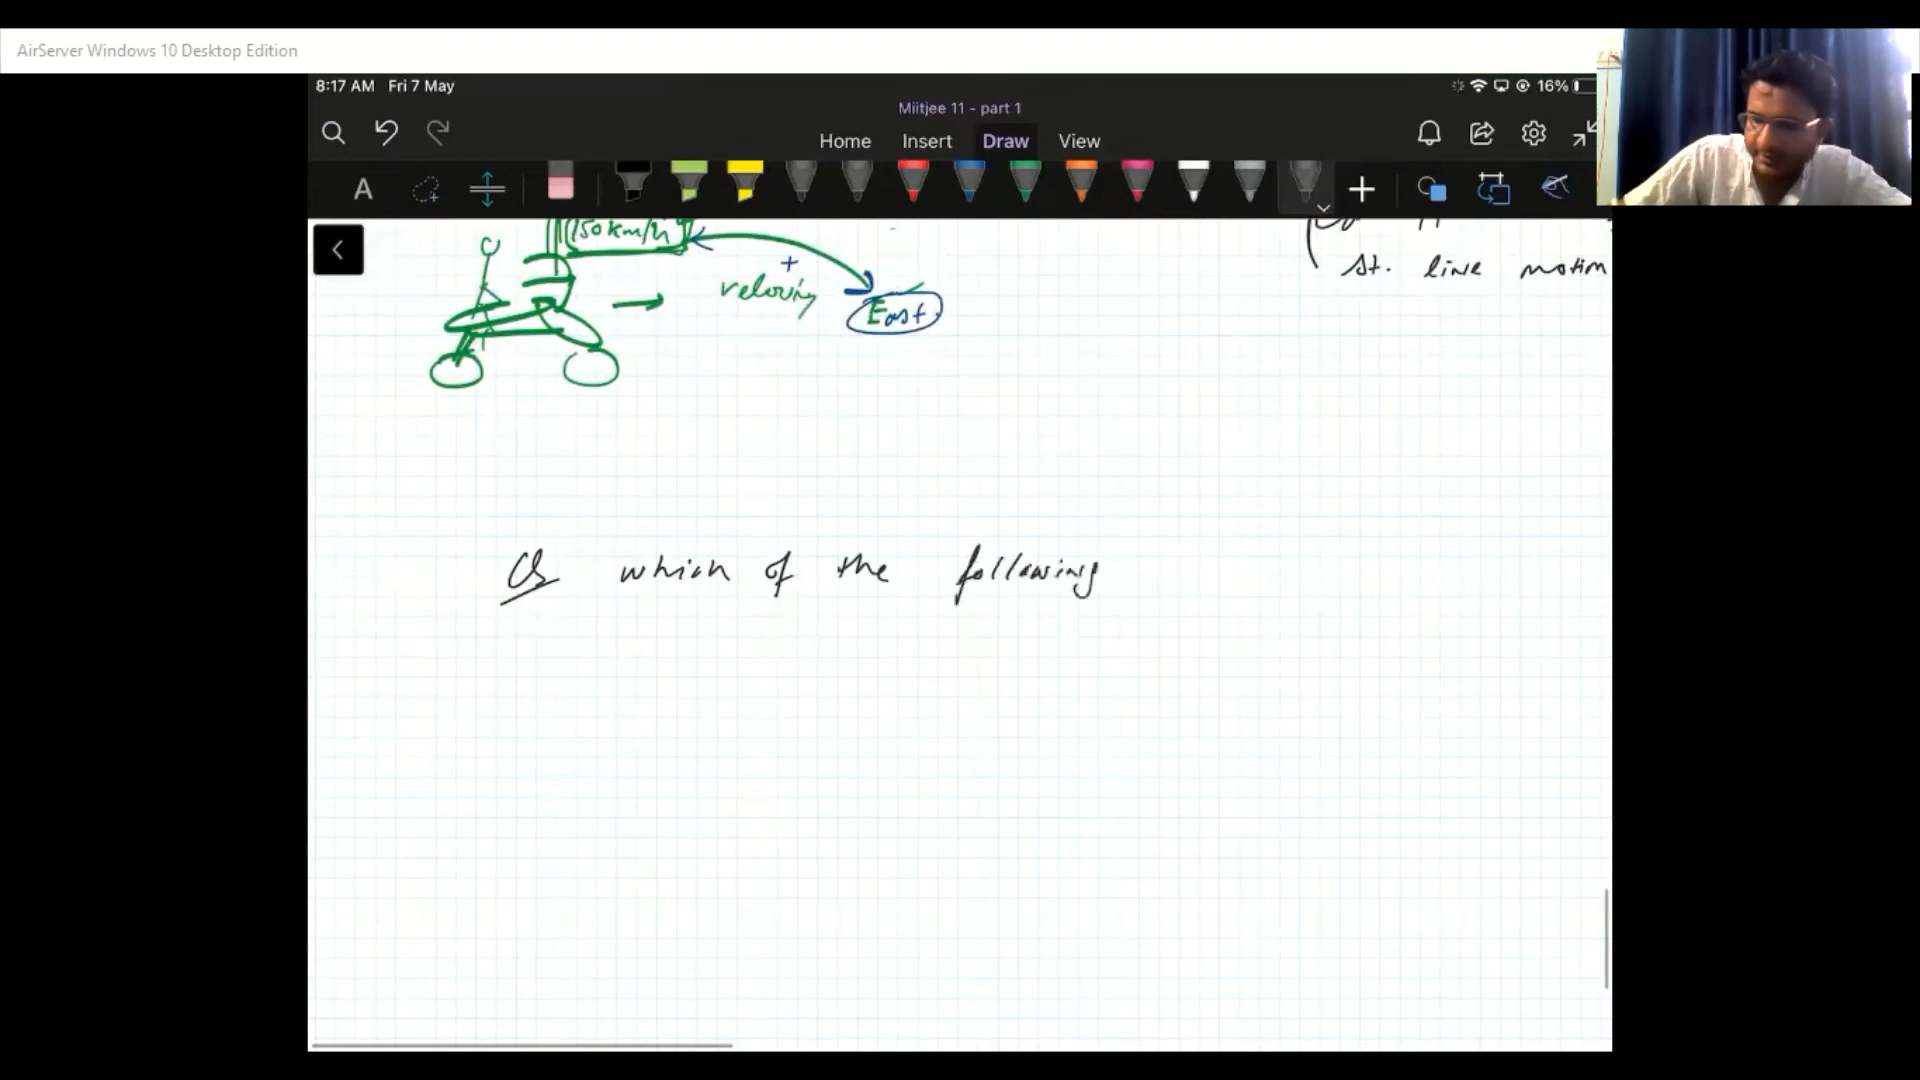 AirServer Windows 10 Desktop Edition
8:17 AM Fri 7 May
16%
Miitjee 11 - part 1
Home Insert Draw View
A
150 km/h
+
velocity
East
st. line motion
Qs which of the following